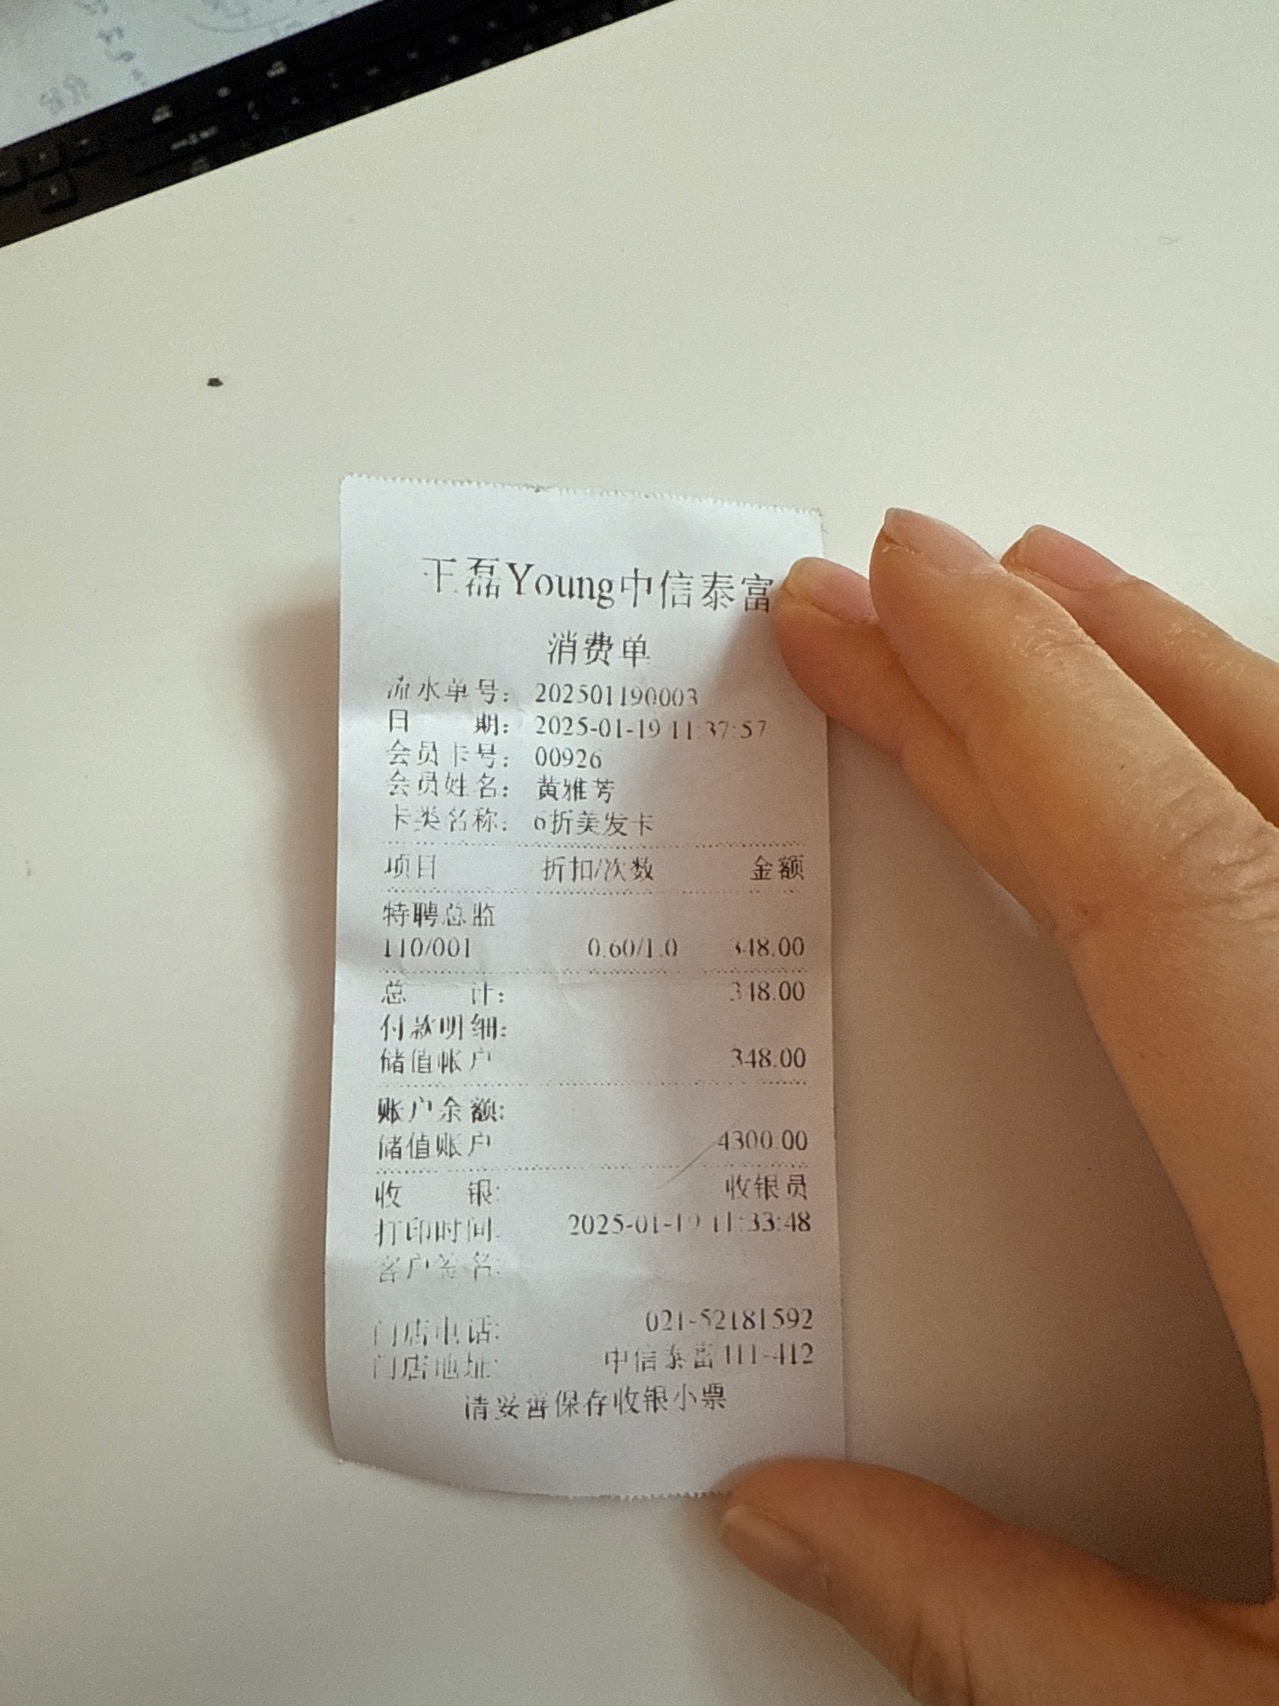 王磊Young中信泰富
消费单
流水单号: 202501190003
日 期: 2025-01-19 11:37:57
会员卡号: 00926
会员姓名: 黄雅芳
卡类名称: 6折美发卡
项目 折扣/次数 金额
特聘总监
110/001 0.60/1.0 348.00
总 计: 348.00
付款明细:
储值帐户 348.00
账户余额:
储值账户 4300.00
收 银: 收银员
打印时间: 2025-01-19 11:33:48
客户签名:
门店电话: 021-52181592
门店地址: 中信泰富111-412
请妥善保存收银小票